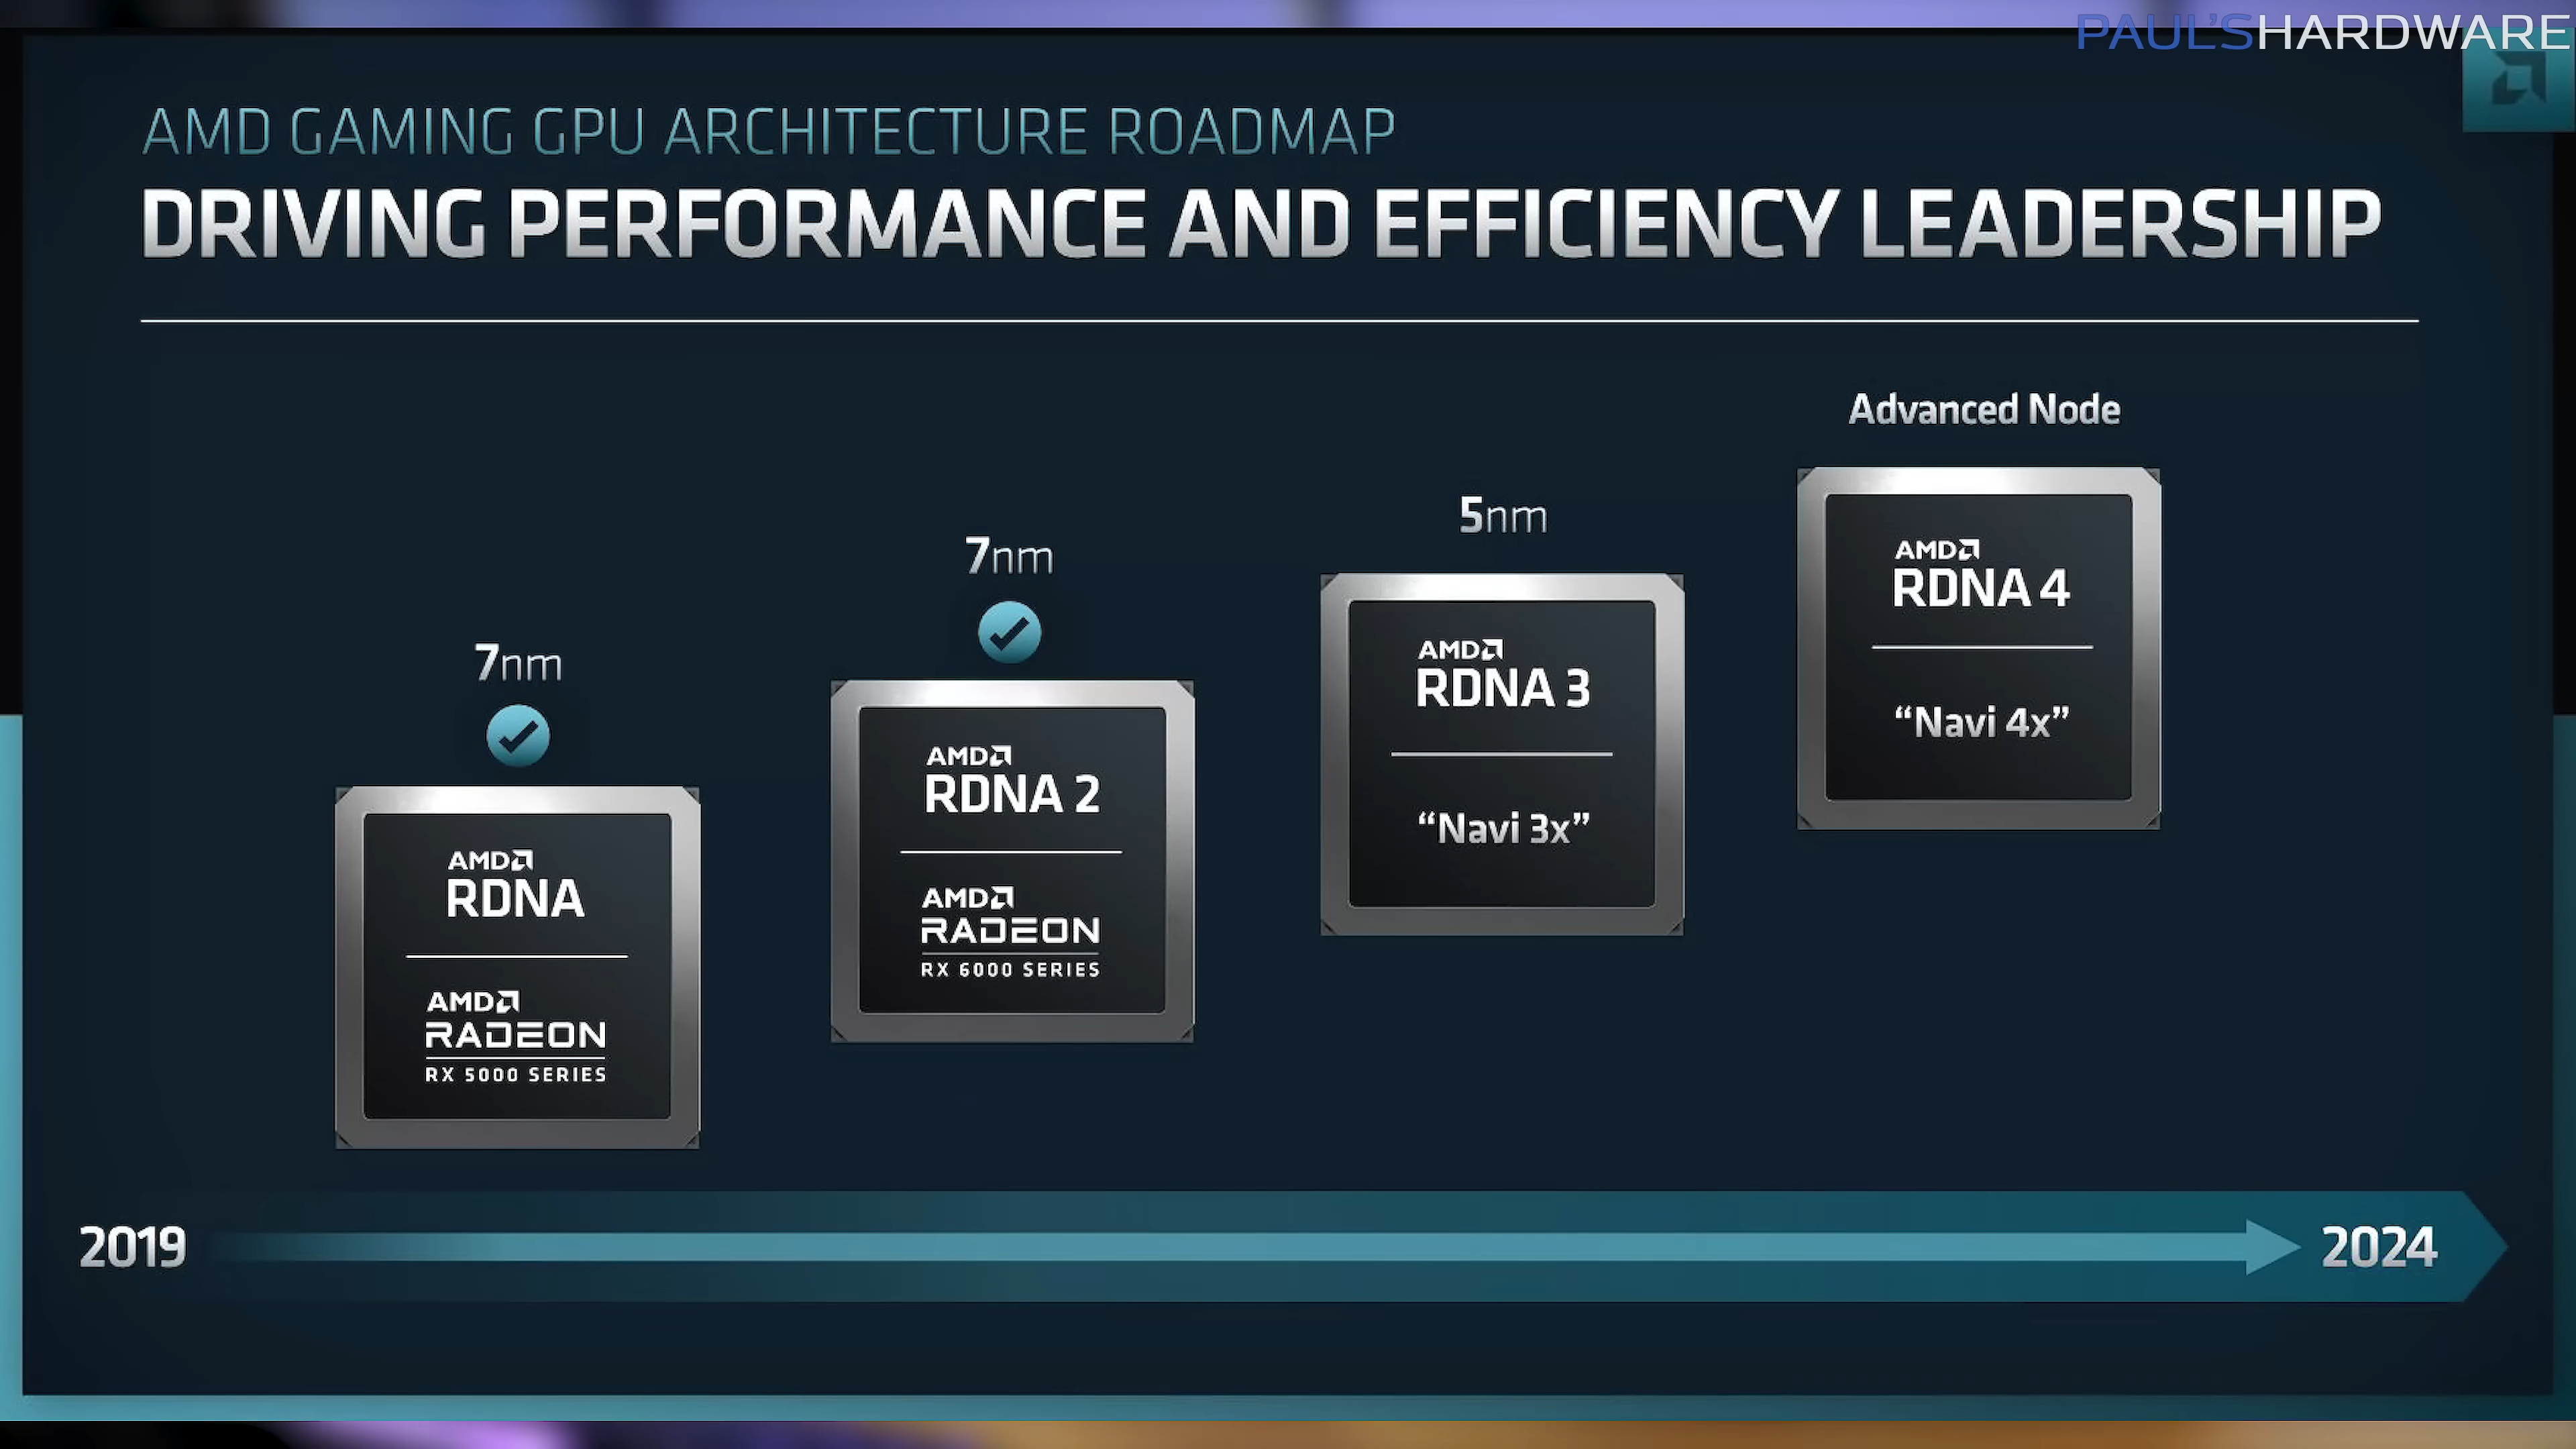 PAUL'SHARDWARE
AMD GAMING GPU ARCHITECTURE ROADMAP
DRIVING PERFORMANCE AND EFFICIENCY LEADERSHIP
7nm
AMD
RDNA
AMD
RADEON
RX 5000 SERIES
7nm
AMD
RDNA 2
AMD
RADEON
RX 6000 SERIES
5nm
AMD
RDNA 3
“Navi 3x”
Advanced Node
AMD
RDNA 4
“Navi 4x”
2019
2024